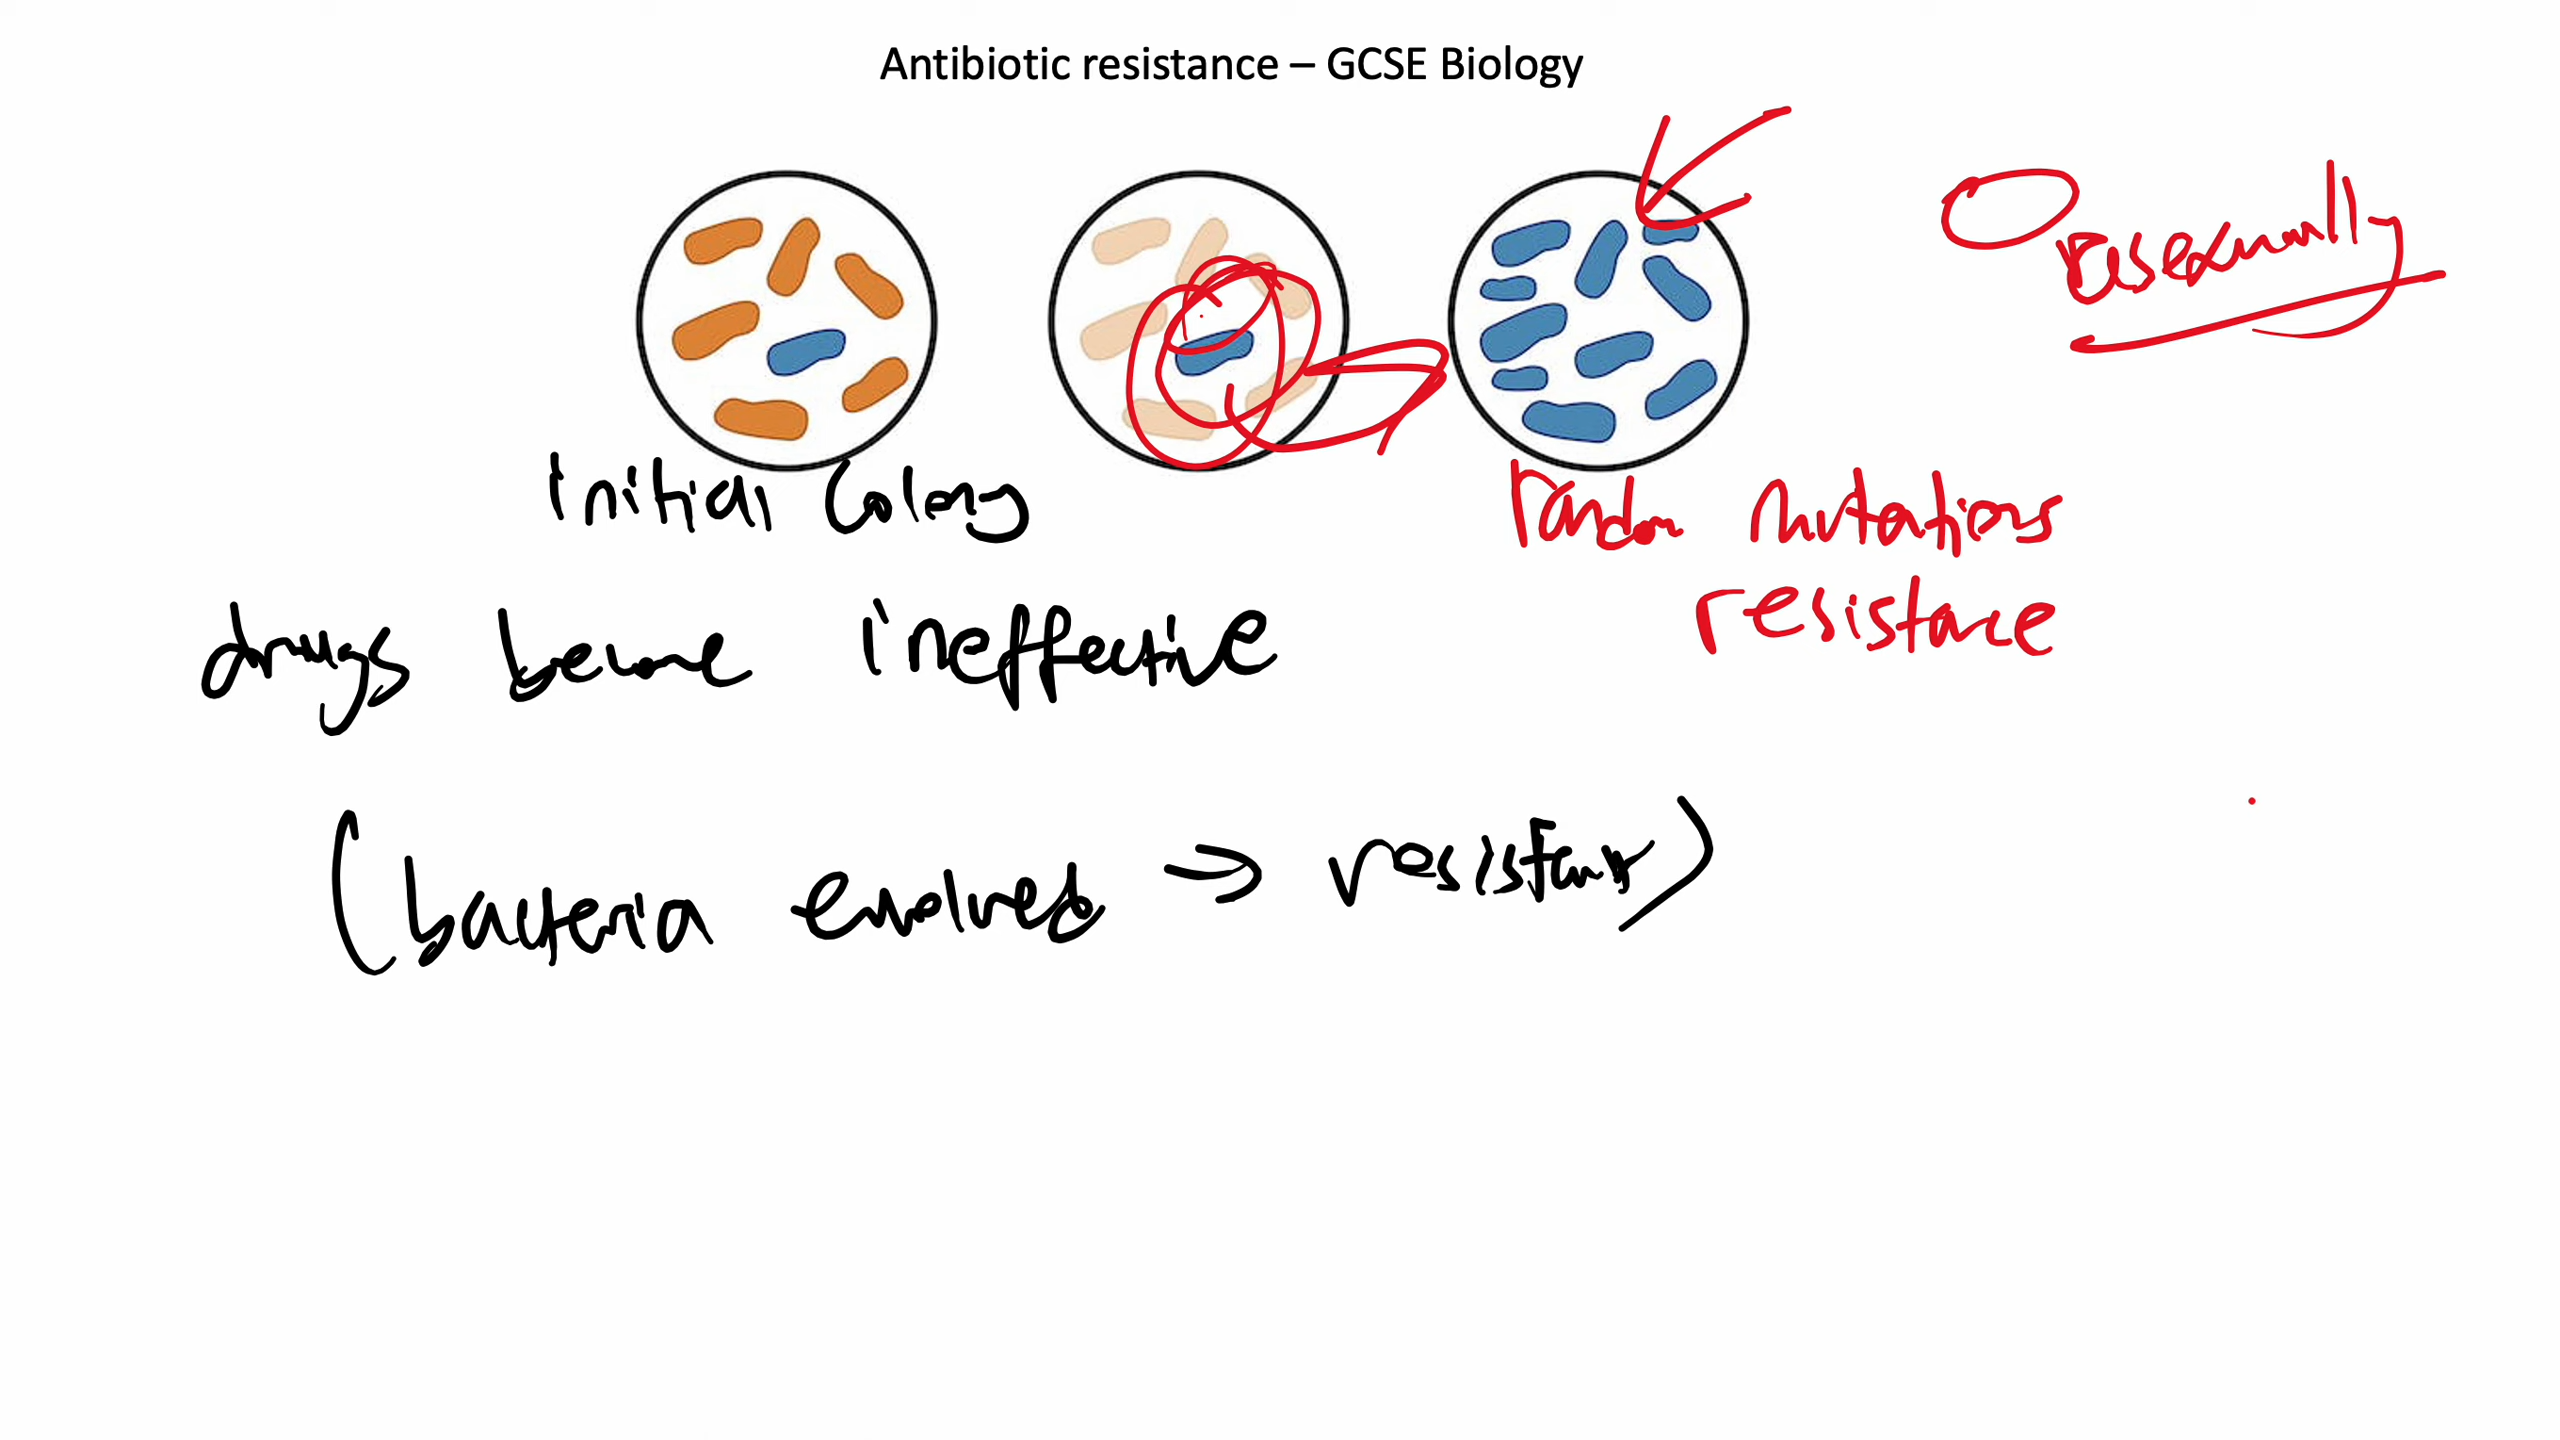 Antibiotic resistance – GCSE Biology
asexually
Initial Colony
random mutations
resistance
drugs become ineffective
(bacteria evolved → resistant)